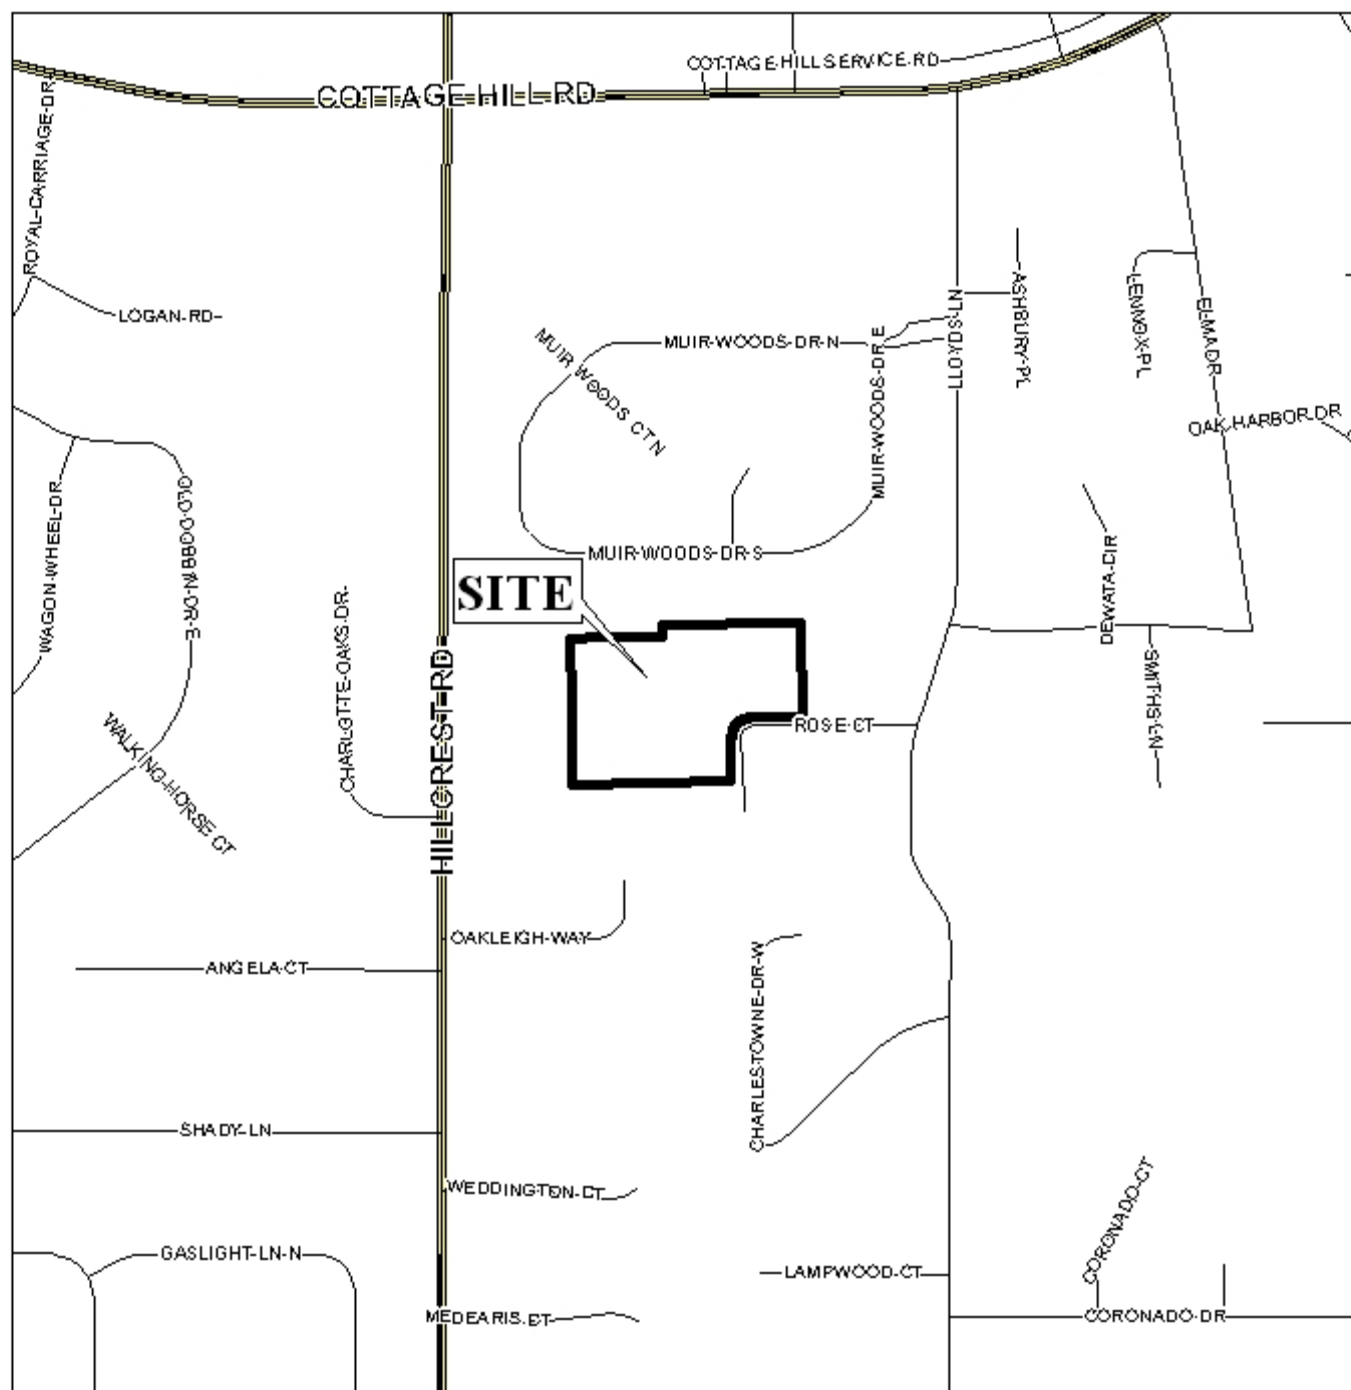 COTTAGE HILL SERVICE RD
COTTAGE HILL RD
ROYAL CARRIAGE DR
LOGAN RD
MUIR WOODS CT N
MUIR WOODS DR N
MUIR WOODS DR E
LLOYDS LN
ASHBURY PL
LENNOX PL
ELMA DR
OAK HARBOR DR
WAGON WHEEL DR
OLD DOBBIN DR E
MUIR WOODS DR S
SITE
CHARLOTTE OAKS DR
HILLCREST RD
DEWATA CIR
SMITHS LN
ROSE CT
WALKING HORSE CT
OAKLEIGH WAY
ANGELA CT
CHARLESTOWNE DR W
SHADY LN
WEDDINGTON CT
GASLIGHT LN N
LAMPWOOD CT
CORONADO CT
MEDEARIS CT
CORONADO DR